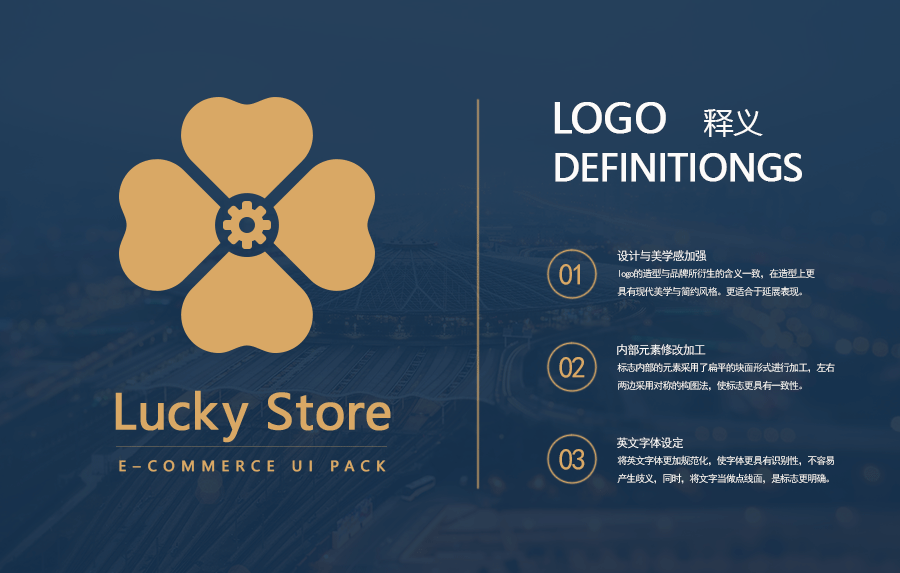 Lucky Store
E-COMMERCE UI PACK
LOGO 释义
DEFINITIONGS
01
设计与美学感加强
logo的造型与品牌所衍生的含义一致，在造型上更
具有现代美学与简约风格。更适合于延展表现。
02
内部元素修改加工
标志内部的元素采用了扁平的块面形式进行加工，左右
两边采用对称的构图法，使标志更具有一致性。
03
英文字体设定
将英文字体更加规范化，使字体更具有识别性，不容易
产生歧义，同时，将文字当做点线面，是标志更明确。